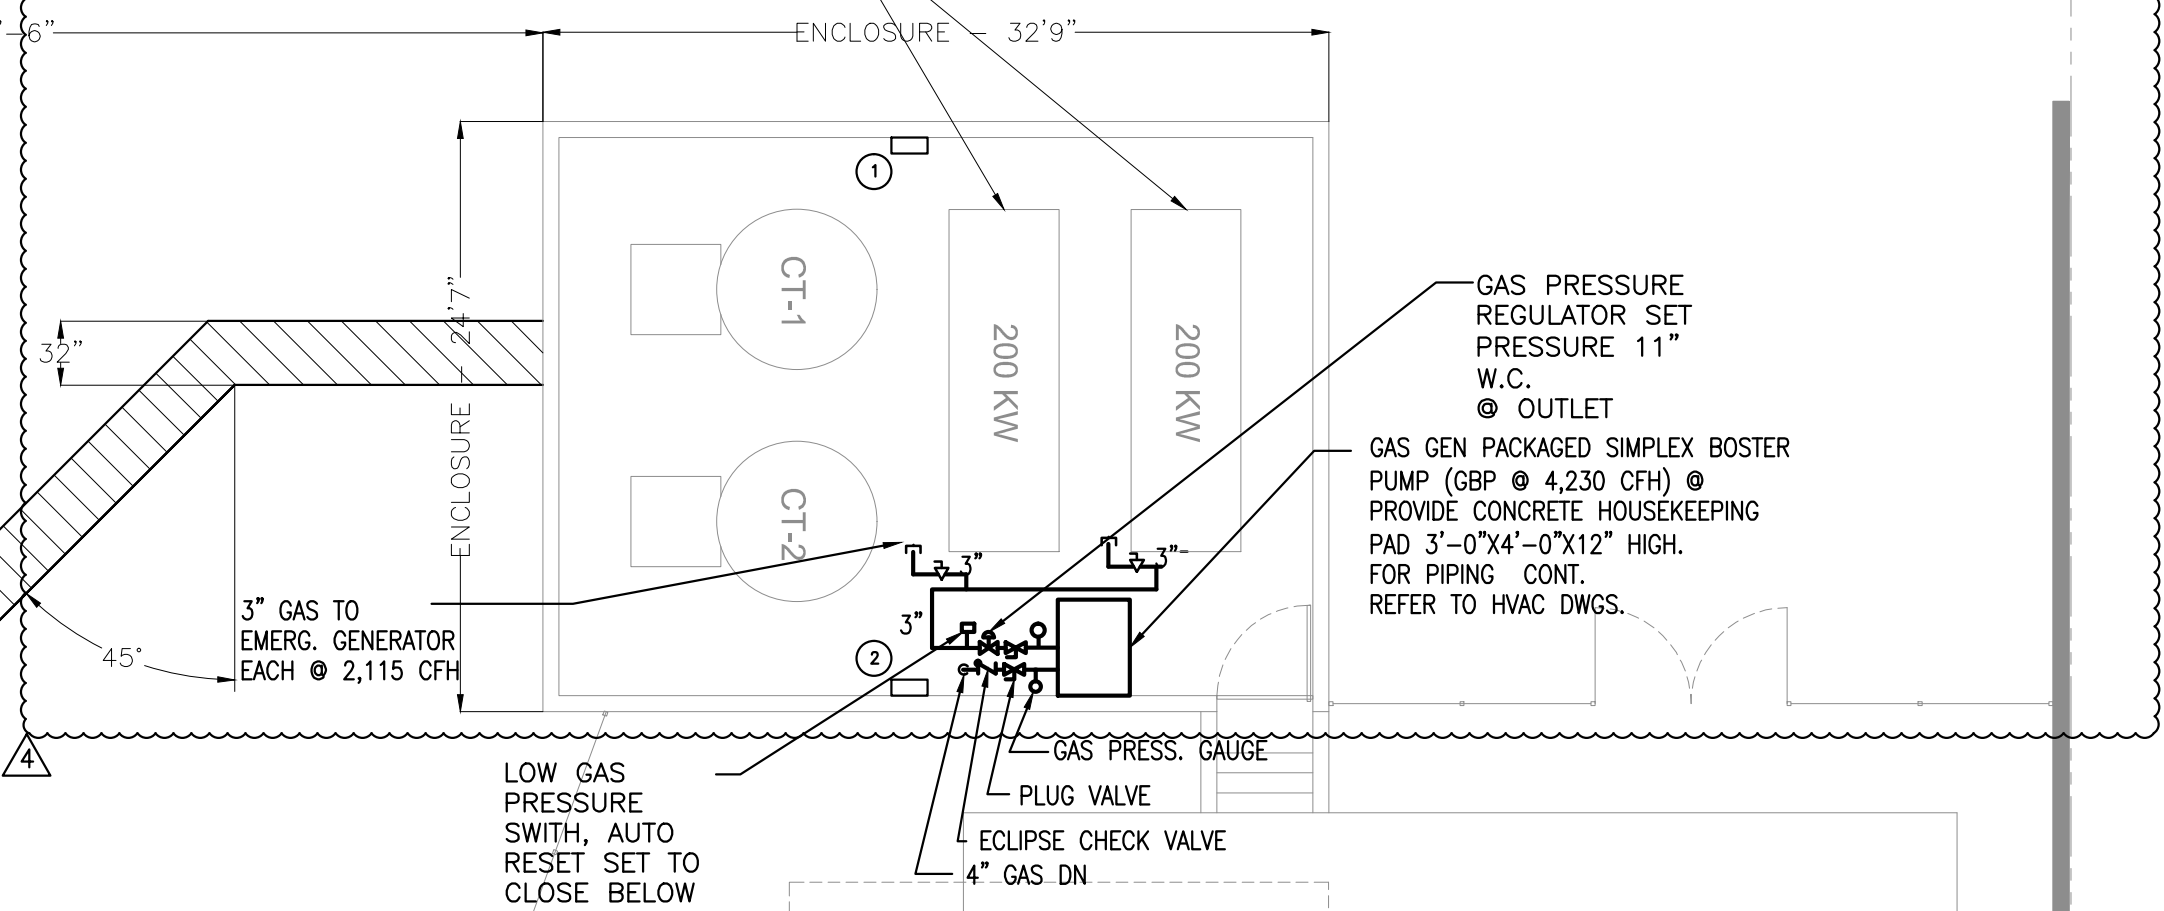 '-6"
ENCLOSURE - 32'9"
ENCLOSURE - 24'7"
32"
45°
1
2
CT-1
CT-2
200 KW
200 KW
GAS PRESSURE
REGULATOR SET
PRESSURE 11"
W.C.
@ OUTLET
GAS GEN PACKAGED SIMPLEX BOSTER
PUMP (GBP @ 4,230 CFH) @
PROVIDE CONCRETE HOUSEKEEPING
PAD 3'-0"X4'-0"X12" HIGH.
FOR PIPING CONT.
REFER TO HVAC DWGS.
3"
3"
3"
3" GAS TO
EMERG. GENERATOR
EACH @ 2,115 CFH
4
LOW GAS
PRESSURE
SWITH, AUTO
RESET SET TO
CLOSE BELOW
GAS PRESS. GAUGE
PLUG VALVE
ECLIPSE CHECK VALVE
4" GAS DN